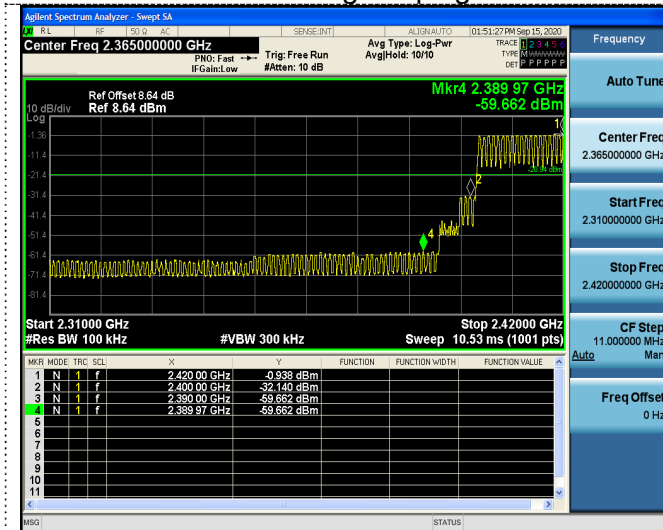 Agilent Spectrum Analyzer - Swept SA
RL RF 50 Ω AC SENSE:INT ALIGN AUTO 01:51:27 PM Sep 15, 2020
Center Freq 2.365000000 GHz
PNO: Fast
IFGain:Low
Trig: Free Run
#Atten: 10 dB
Avg Type: Log-Pwr
Avg|Hold: 10/10
TRACE 1 2 3 4 5 6
TYPE M
DET P P P P P P
Ref Offset 8.64 dB
10 dB/div Ref 8.64 dBm
Log
Mkr4 2.389 97 GHz
-59.662 dBm
-1.36
-11.4
-21.4
-31.4
-41.4
-51.4
-61.4
-71.4
-81.4
1
-20.94 dBm
2
4
Start 2.31000 GHz
#Res BW 100 kHz
#VBW 300 kHz
Stop 2.42000 GHz
Sweep 10.53 ms (1001 pts)
MKR MODE TRC SCL X Y FUNCTION FUNCTION WIDTH FUNCTION VALUE
1 N 1 f 2.420 00 GHz -0.938 dBm
2 N 1 f 2.400 00 GHz -32.140 dBm
3 N 1 f 2.390 00 GHz -59.662 dBm
4 N 1 f 2.389 97 GHz -59.662 dBm
5
6
7
8
9
10
11
MSG STATUS
Frequency
Auto Tune
Center Freq
2.365000000 GHz
Start Freq
2.310000000 GHz
Stop Freq
2.420000000 GHz
CF Step
11.000000 MHz
Auto Man
Freq Offset
0 Hz